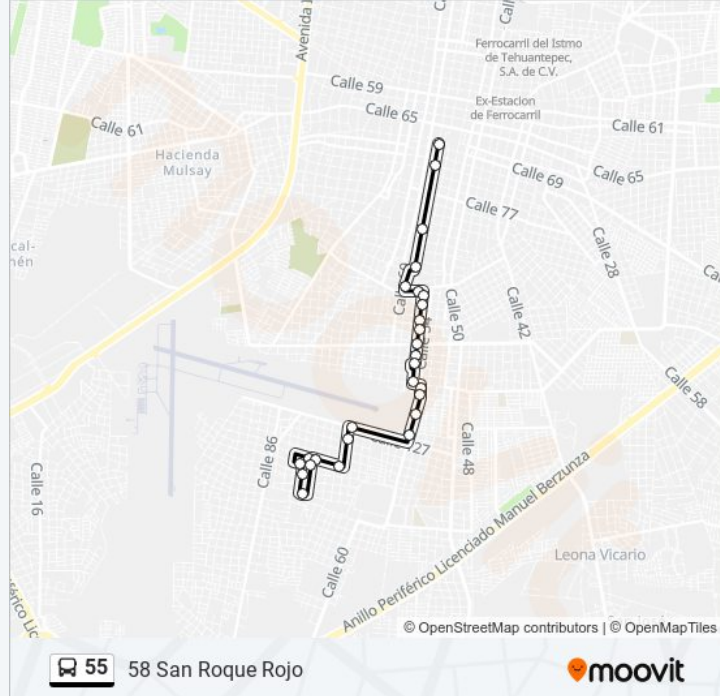 Calle 59
Calle 65
Calle 61
Hacienda
Mulsay
Ferrocarril del Istmo
de Tehuantepec,
S.A. de C.V.
Ex-Estacion
de Ferrocarril
Calle 61
Calle 69
Calle 65
Calle 77
Calle 28
Calle 50
Calle 42
Calle 58
Calle 86
Calle 48
Calle 16
Calle 60
Anillo Periférico Licenciado Manuel Berzunza
Leona Vicario
© OpenStreetMap contributors | © OpenMapTiles
55
58 San Roque Rojo
moovit